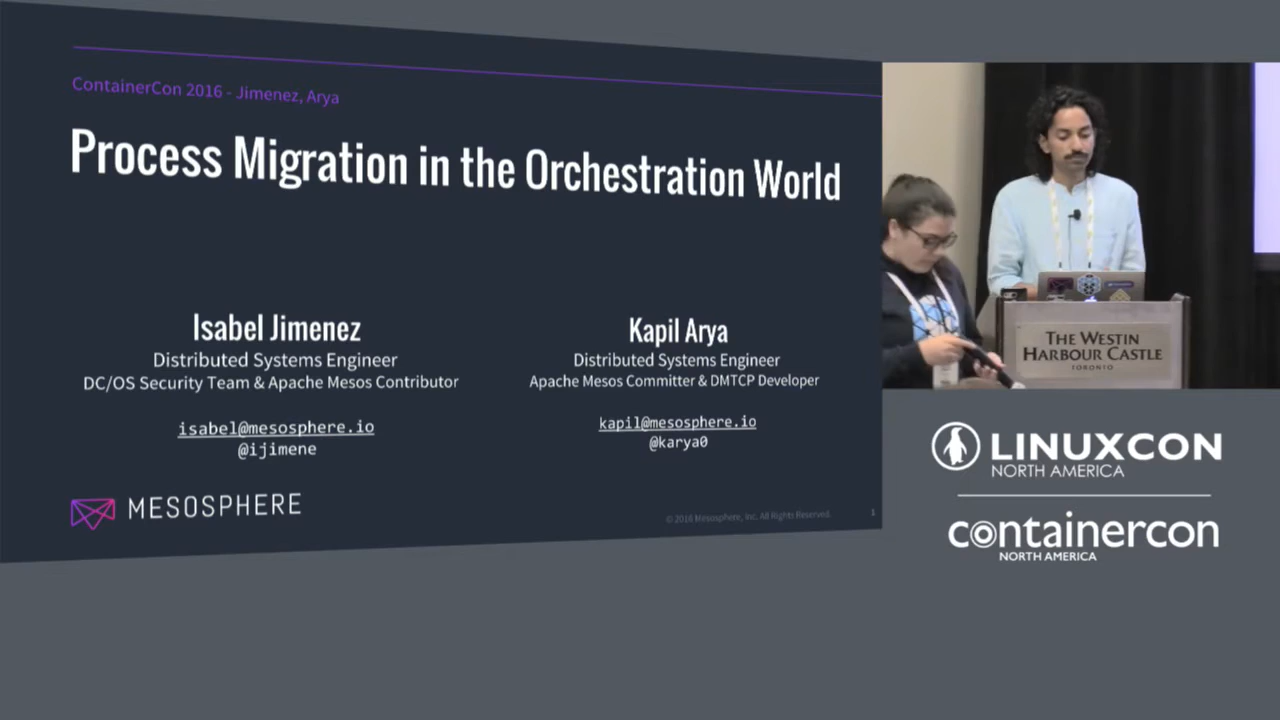 ContainerCon 2016 - Jimenez, Arya
Process Migration in the Orchestration World
Isabel Jimenez
Distributed Systems Engineer
DC/OS Security Team & Apache Mesos Contributor
isabel@mesosphere.io
@ijimene
Kapil Arya
Distributed Systems Engineer
Apache Mesos Committer & DMTCP Developer
kapil@mesosphere.io
@karya0
MESOSPHERE
© 2016 Mesosphere, Inc. All Rights Reserved.
1
THE WESTIN
HARBOUR CASTLE
TORONTO
LINUXCON
NORTH AMERICA
containercon
NORTH AMERICA